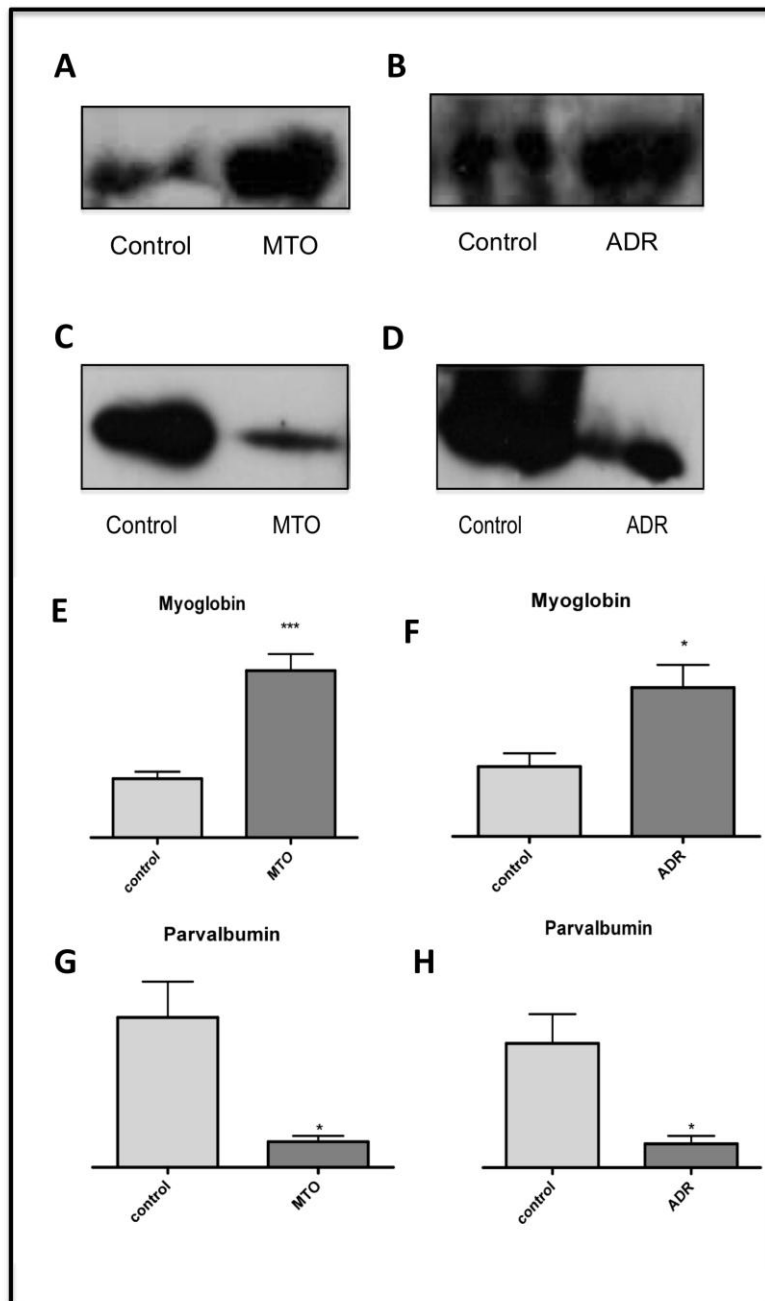 A
B
Control MTO
Control ADR
C
D
Control MTO
Control ADR
E
Myoglobin
***
control
MTO
F
Myoglobin
*
control
ADR
G
Parvalbumin
*
control
MTO
H
Parvalbumin
*
control
ADR